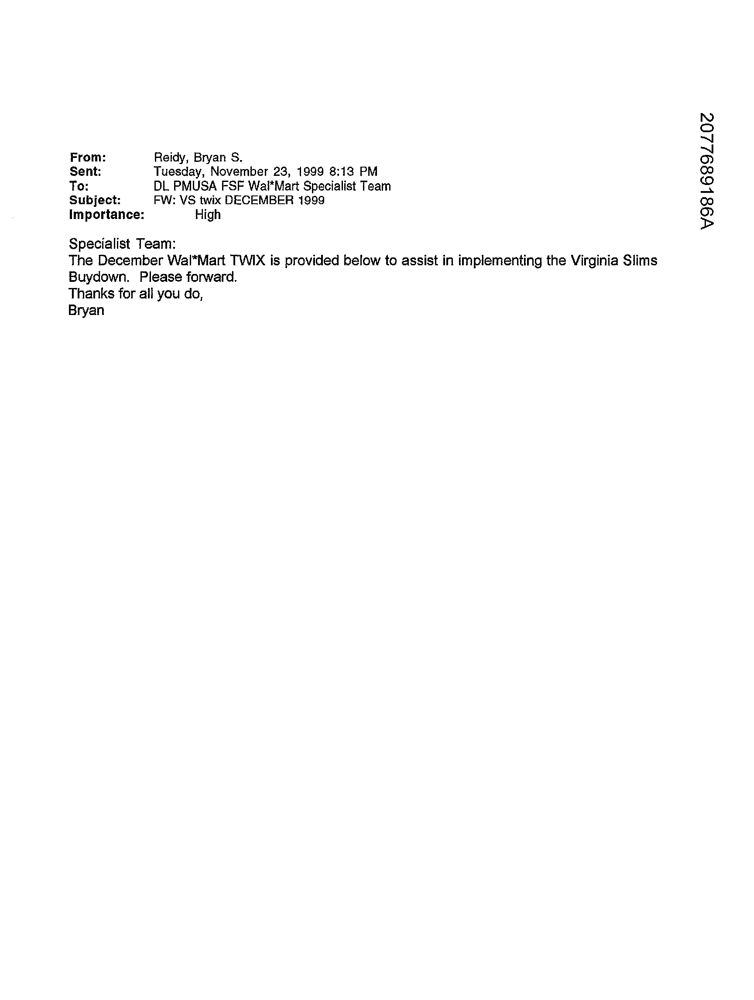 2077689186A
From: Reidy, Bryan S.
Sent: Tuesday, November 23, 1999 8:13 PM
To: DL PMUSA FSF Wal*Mart Specialist Team
Subject: FW: VS twix DECEMBER 1999
Importance: High
Specialist Team:
The December Wal*Mart TWIX is provided below to assist in implementing the Virginia Slims
Buydown. Please forward.
Thanks for all you do,
Bryan